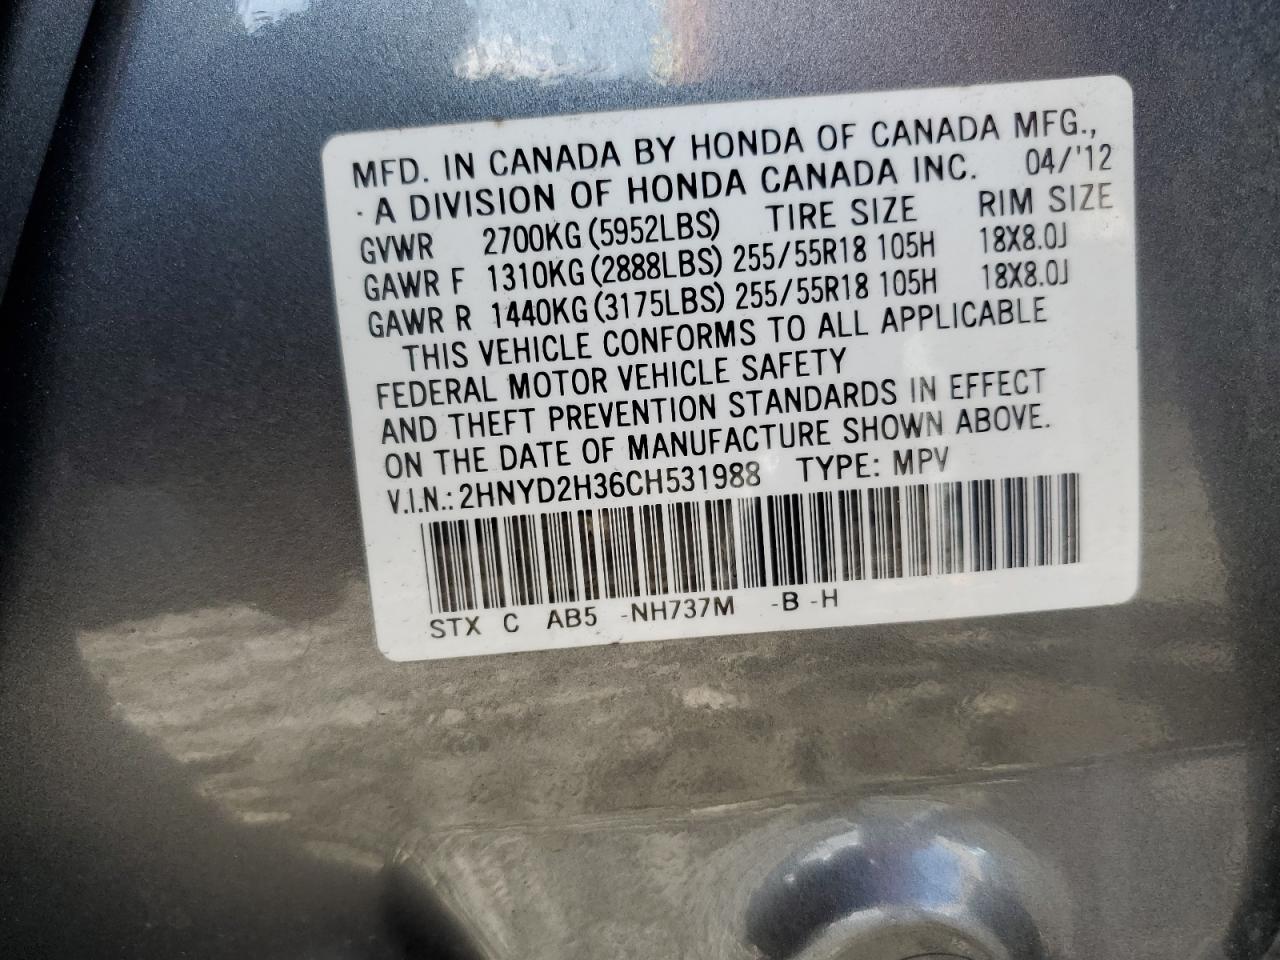 MFD. IN CANADA BY HONDA OF CANADA MFG.,
· A DIVISION OF HONDA CANADA INC. 04/'12
GVWR 2700KG (5952LBS) TIRE SIZE RIM SIZE
GAWR F 1310KG (2888LBS) 255/55R18 105H 18X8.0J
GAWR R 1440KG (3175LBS) 255/55R18 105H 18X8.0J
THIS VEHICLE CONFORMS TO ALL APPLICABLE
FEDERAL MOTOR VEHICLE SAFETY
AND THEFT PREVENTION STANDARDS IN EFFECT
ON THE DATE OF MANUFACTURE SHOWN ABOVE.
V.I.N.: 2HNYD2H36CH531988 TYPE: MPV
STX C AB5 -NH737M -B -H